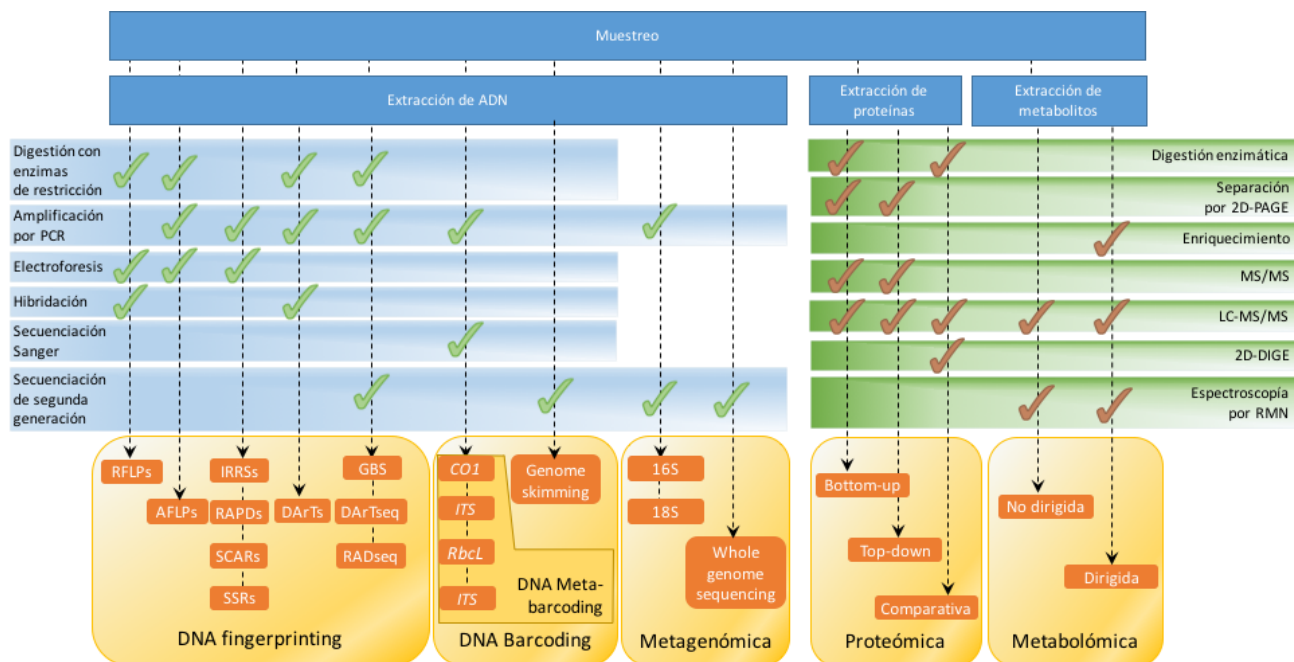 Muestreo
Extracción de ADN
Extracción de
proteínas
Extracción de
metabolitos
Digestión con
enzimas
de restricción
Amplificación
por PCR
Electroforesis
Hibridación
Secuenciación
Sanger
Secuenciación
de segunda
generación
Digestión enzimática
Separación
por 2D-PAGE
Enriquecimiento
MS/MS
LC-MS/MS
2D-DIGE
Espectroscopía
por RMN
RFLPs
AFLPs
IRRSs
RAPDs
SCARs
SSRs
DArTs
GBS
DArTseq
RADseq
DNA fingerprinting
CO1
ITS
RbcL
ITS
Genome
skimming
DNA Meta-
barcoding
DNA Barcoding
16S
18S
Whole
genome
sequencing
Metagenómica
Bottom-up
Top-down
Comparativa
Proteómica
No dirigida
Dirigida
Metabolómica